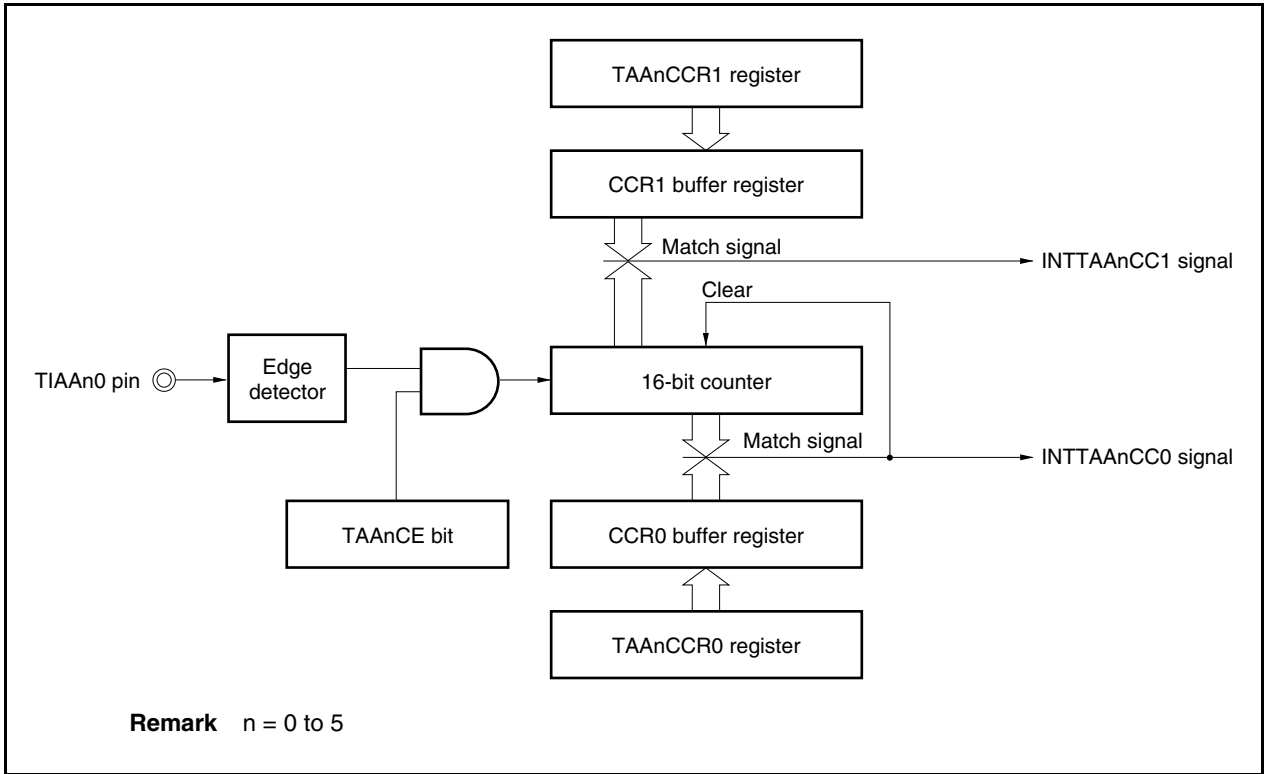 TAAnCCR1 register
CCR1 buffer register
Match signal
INTTAAnCC1 signal
Clear
TIAAn0 pin
Edge
detector
16-bit counter
Match signal
INTTAAnCC0 signal
TAAnCE bit
CCR0 buffer register
TAAnCCR0 register
Remark n = 0 to 5